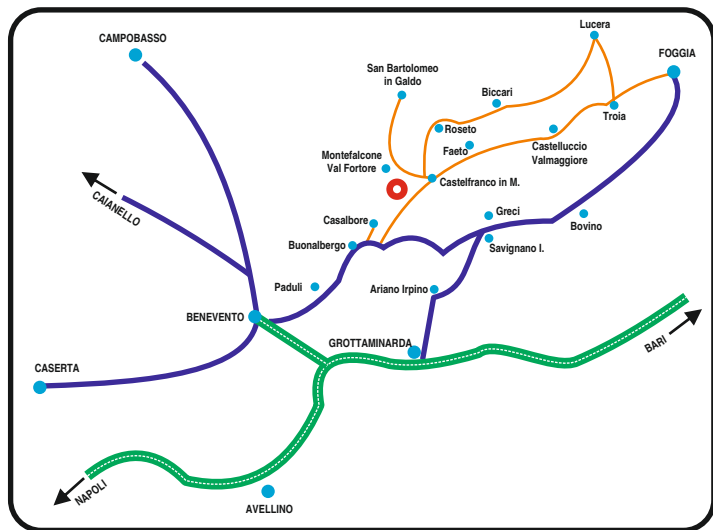 Lucera
CAMPOBASSO
FOGGIA
San Bartolomeo
in Galdo
Biccari
Troia
Roseto
Faeto
Castelluccio
Valmaggiore
Montefalcone
Val Fortore
Castelfranco in M.
CAIANELLO
Casalbore
Greci
Bovino
Buonalbergo
Savignano I.
Paduli
Ariano Irpino
BENEVENTO
GROTTAMINARDA
BARI
CASERTA
NAPOLI
AVELLINO